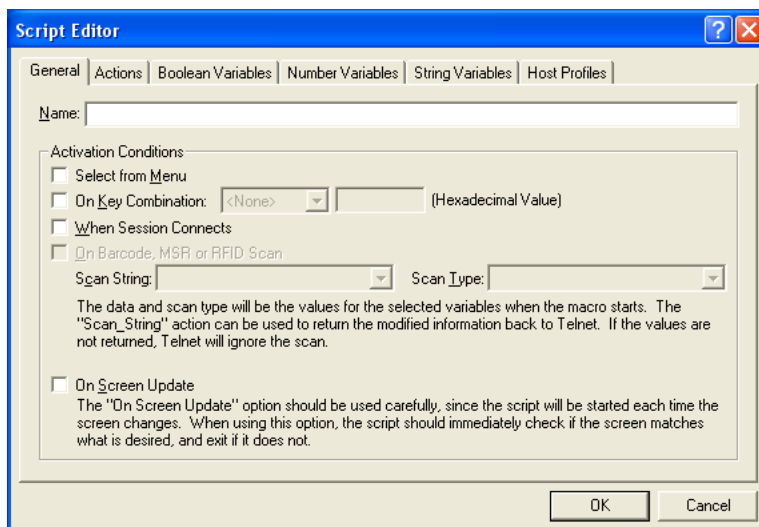 Script Editor
General Actions Boolean Variables Number Variables String Variables Host Profiles
Name:
Activation Conditions
Select from Menu
On Key Combination: <None> (Hexadecimal Value)
When Session Connects
On Barcode, MSR or RFID Scan
Scan String: Scan Type:
The data and scan type will be the values for the selected variables when the macro starts. The
"Scan_String" action can be used to return the modified information back to Telnet. If the values are
not returned, Telnet will ignore the scan.
On Screen Update
The "On Screen Update" option should be used carefully, since the script will be started each time the
screen changes. When using this option, the script should immediately check if the screen matches
what is desired, and exit if it does not.
OK Cancel